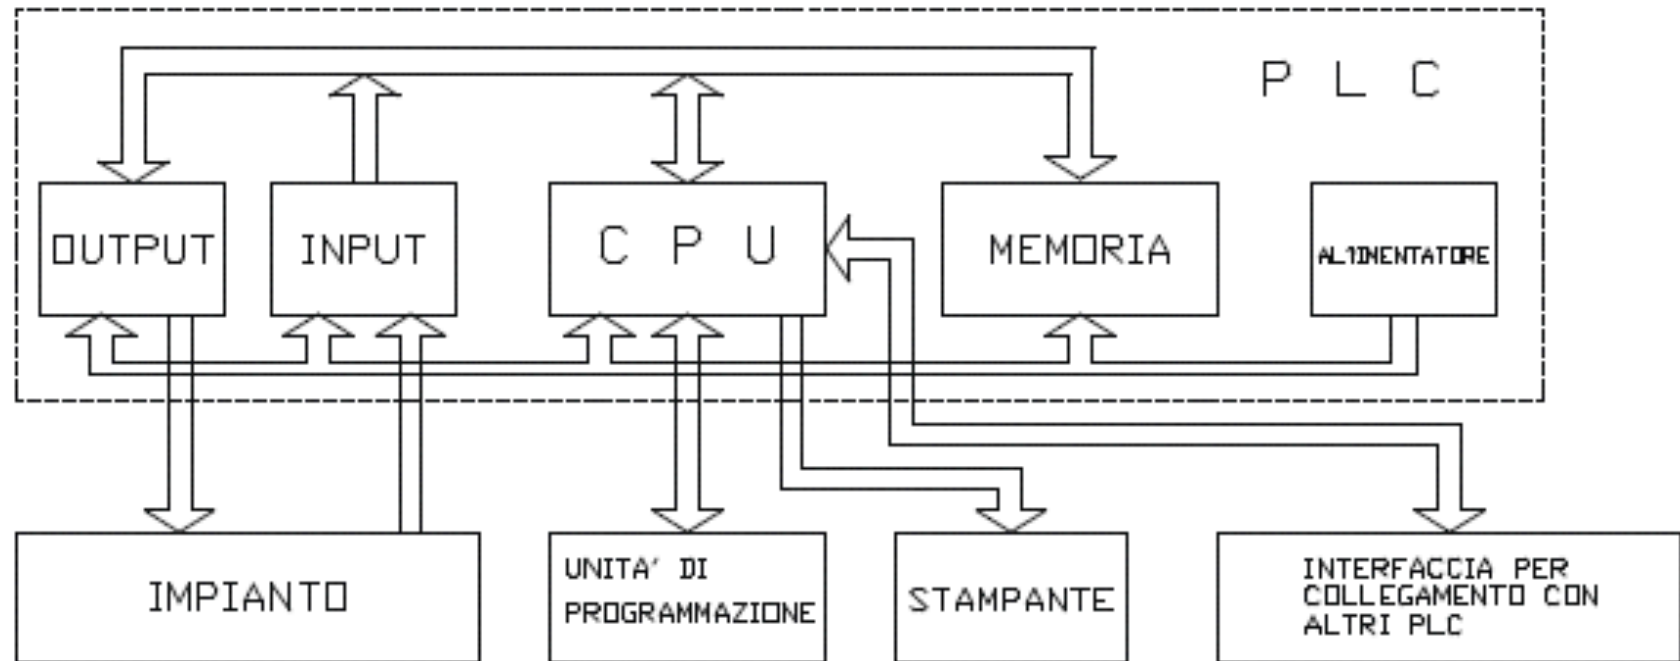 P L C
OUTPUT
INPUT
C P U
MEMORIA
ALIMENTATORE
IMPIANTO
UNITA' DI
PROGRAMMAZIONE
STAMPANTE
INTERFACCIA PER
COLLEGAMENTO CON
ALTRI PLC